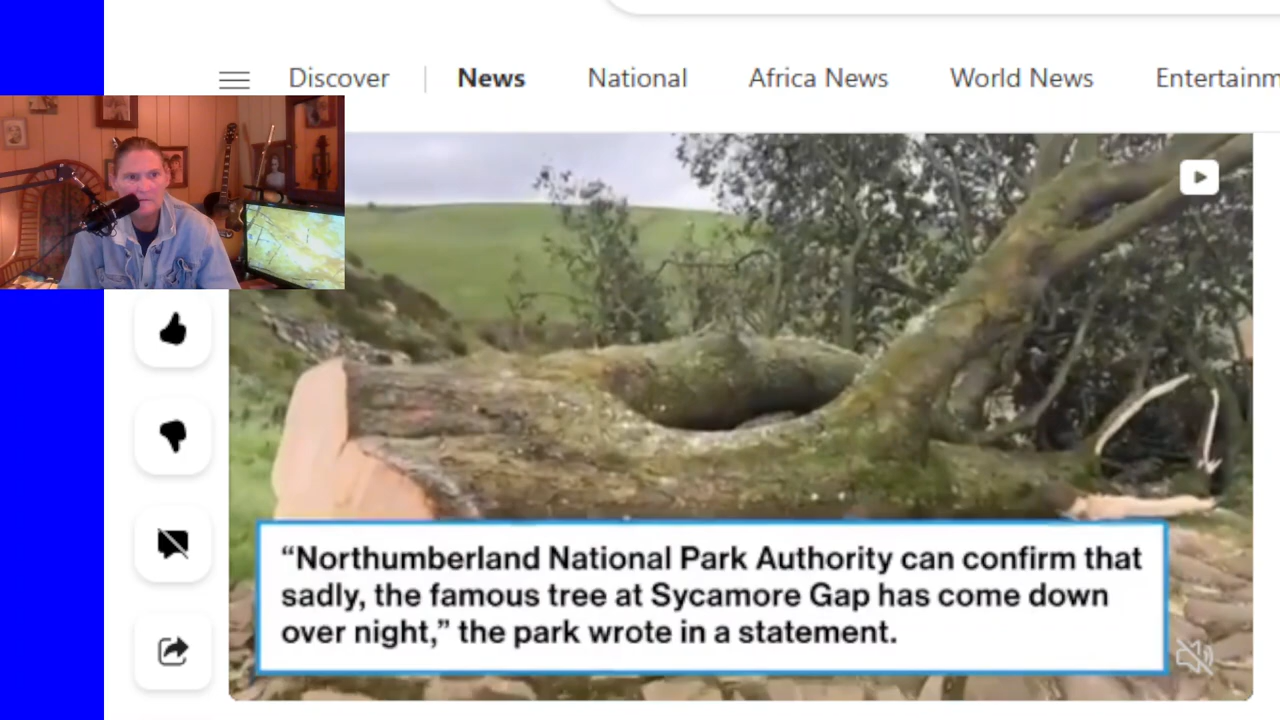 Discover
News
National
Africa News
World News
Entertainm
“Northumberland National Park Authority can confirm that
sadly, the famous tree at Sycamore Gap has come down
over night,” the park wrote in a statement.